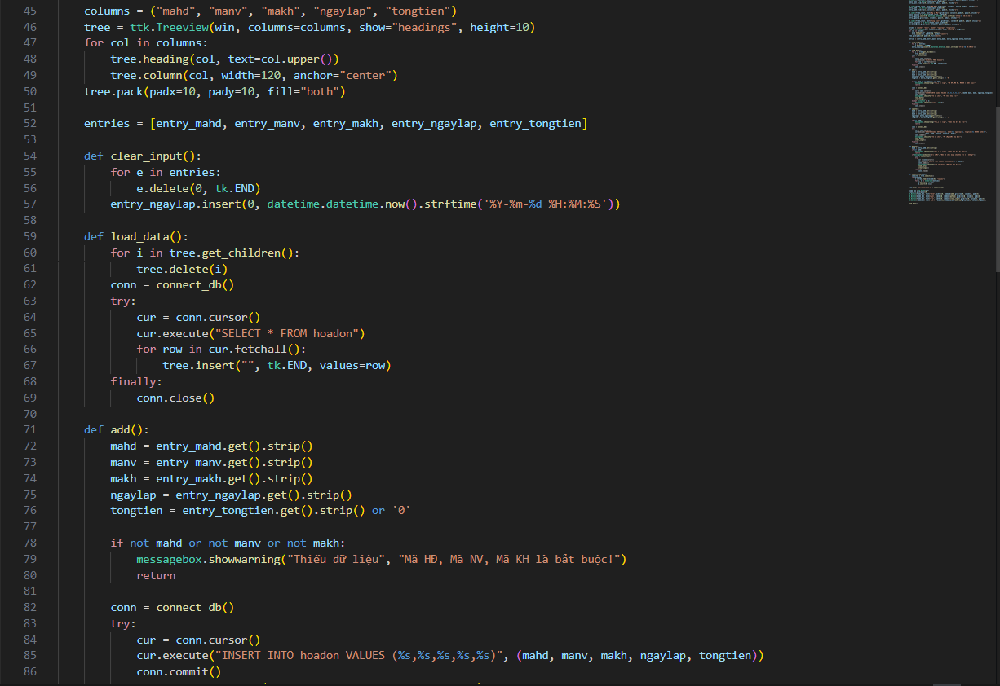 45 columns = ("mahd", "manv", "makh", "ngaylap", "tongtien")
46 tree = ttk.Treeview(win, columns=columns, show="headings", height=10)
47 for col in columns:
48 tree.heading(col, text=col.upper())
49 tree.column(col, width=120, anchor="center")
50 tree.pack(padx=10, pady=10, fill="both")
51
52 entries = [entry_mahd, entry_manv, entry_makh, entry_ngaylap, entry_tongtien]
53
54 def clear_input():
55 for e in entries:
56 e.delete(0, tk.END)
57 entry_ngaylap.insert(0, datetime.datetime.now().strftime('%Y-%m-%d %H:%M:%S'))
58
59 def load_data():
60 for i in tree.get_children():
61 tree.delete(i)
62 conn = connect_db()
63 try:
64 cur = conn.cursor()
65 cur.execute("SELECT * FROM hoadon")
66 for row in cur.fetchall():
67 tree.insert("", tk.END, values=row)
68 finally:
69 conn.close()
70
71 def add():
72 mahd = entry_mahd.get().strip()
73 manv = entry_manv.get().strip()
74 makh = entry_makh.get().strip()
75 ngaylap = entry_ngaylap.get().strip()
76 tongtien = entry_tongtien.get().strip() or '0'
77
78 if not mahd or not manv or not makh:
79 messagebox.showwarning("Thiếu dữ liệu", "Mã HĐ, Mã NV, Mã KH là bắt buộc!")
80 return
81
82 conn = connect_db()
83 try:
84 cur = conn.cursor()
85 cur.execute("INSERT INTO hoadon VALUES (%s,%s,%s,%s,%s)", (mahd, manv, makh, ngaylap, tongtien))
86 conn.commit()